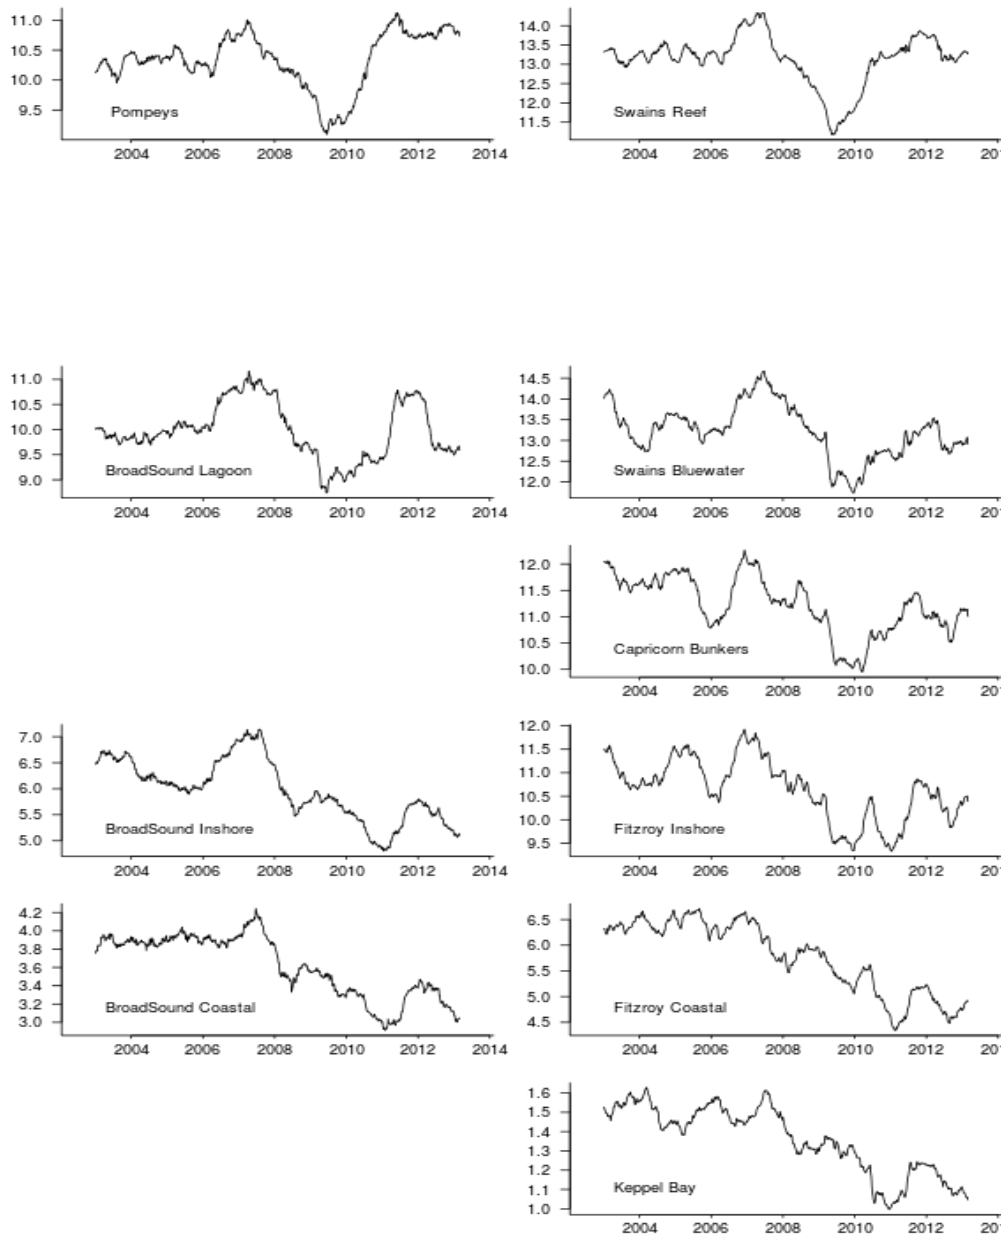 11.0
10.5
10.0
9.5
Pompeys
2004 2006 2008 2010 2012 2014
14.0
13.5
13.0
12.5
12.0
11.5
Swains Reef
2004 2006 2008 2010 2012 201
11.0
10.5
10.0
9.5
9.0
BroadSound Lagoon
2004 2006 2008 2010 2012 2014
14.5
14.0
13.5
13.0
12.5
12.0
Swains Bluewater
2004 2006 2008 2010 2012 201
12.0
11.5
11.0
10.5
10.0
Capricorn Bunkers
2004 2006 2008 2010 2012 201
7.0
6.5
6.0
5.5
5.0
BroadSound Inshore
2004 2006 2008 2010 2012 2014
12.0
11.5
11.0
10.5
10.0
9.5
Fitzroy Inshore
2004 2006 2008 2010 2012 201
4.2
4.0
3.8
3.6
3.4
3.2
3.0
BroadSound Coastal
2004 2006 2008 2010 2012 2014
6.5
6.0
5.5
5.0
4.5
Fitzroy Coastal
2004 2006 2008 2010 2012 201
1.6
1.5
1.4
1.3
1.2
1.1
1.0
Keppel Bay
2004 2006 2008 2010 2012 201